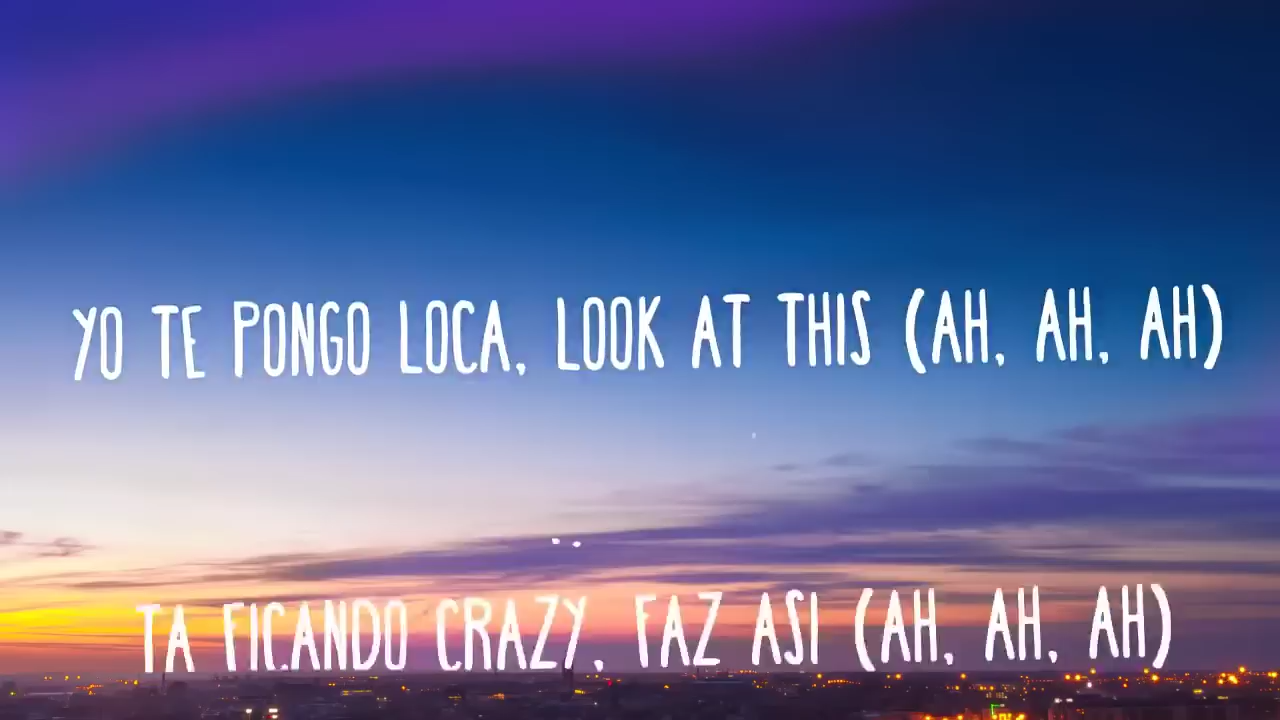 YO TE PONGO LOCA, LOOK AT THIS (AH, AH, AH)
TA FICANDO CRAZY, FAZ ASI (AH, AH, AH)